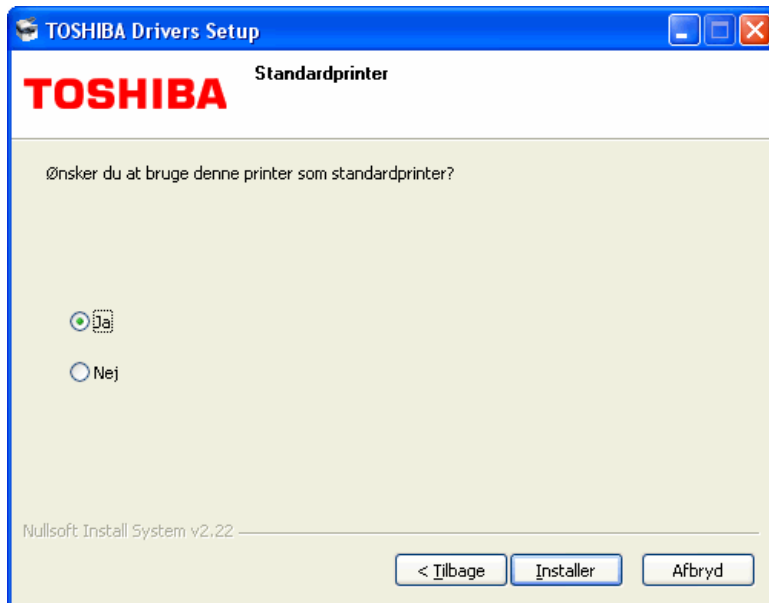 TOSHIBA Drivers Setup
TOSHIBA
Standardprinter
Ønsker du at bruge denne printer som standardprinter?
Ja
Nej
Nullsoft Install System v2.22
< Tilbage
Installer
Afbryd